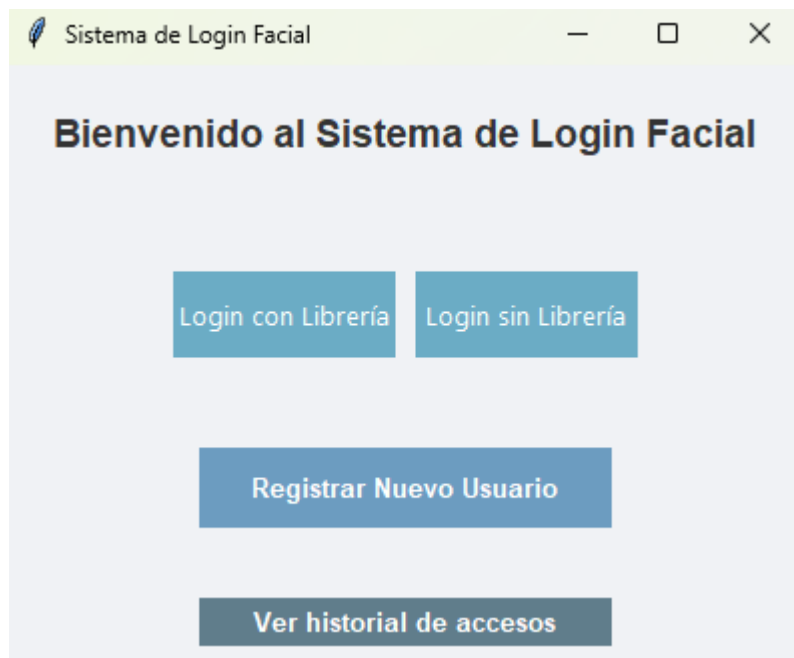 Sistema de Login Facial
Bienvenido al Sistema de Login Facial
Login con Librería Login sin Librería
Registrar Nuevo Usuario
Ver historial de accesos